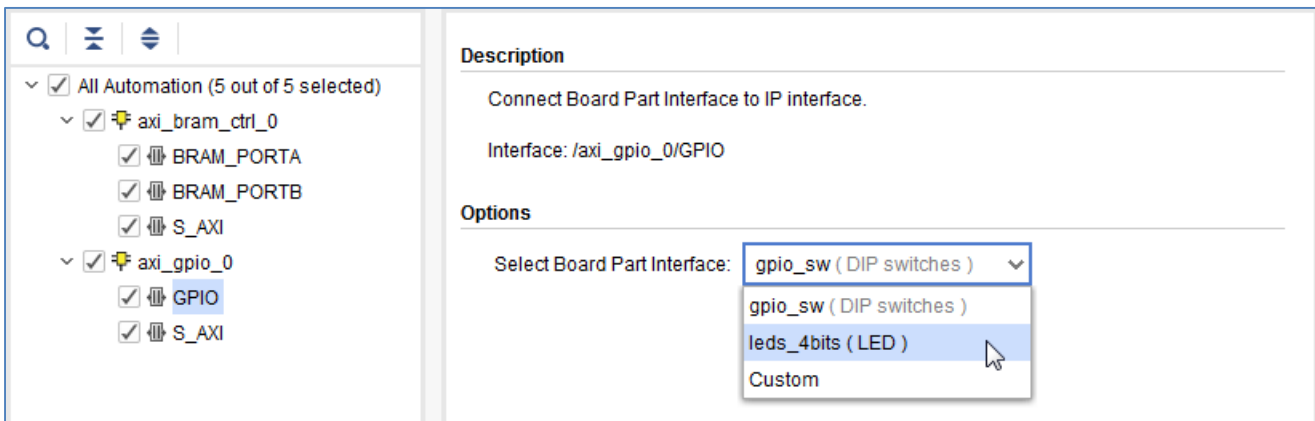 All Automation (5 out of 5 selected)
axi_bram_ctrl_0
BRAM_PORTA
BRAM_PORTB
S_AXI
axi_gpio_0
GPIO
S_AXI
Description
Connect Board Part Interface to IP interface.
Interface: /axi_gpio_0/GPIO
Options
Select Board Part Interface: gpio_sw ( DIP switches )
gpio_sw ( DIP switches )
leds_4bits ( LED )
Custom